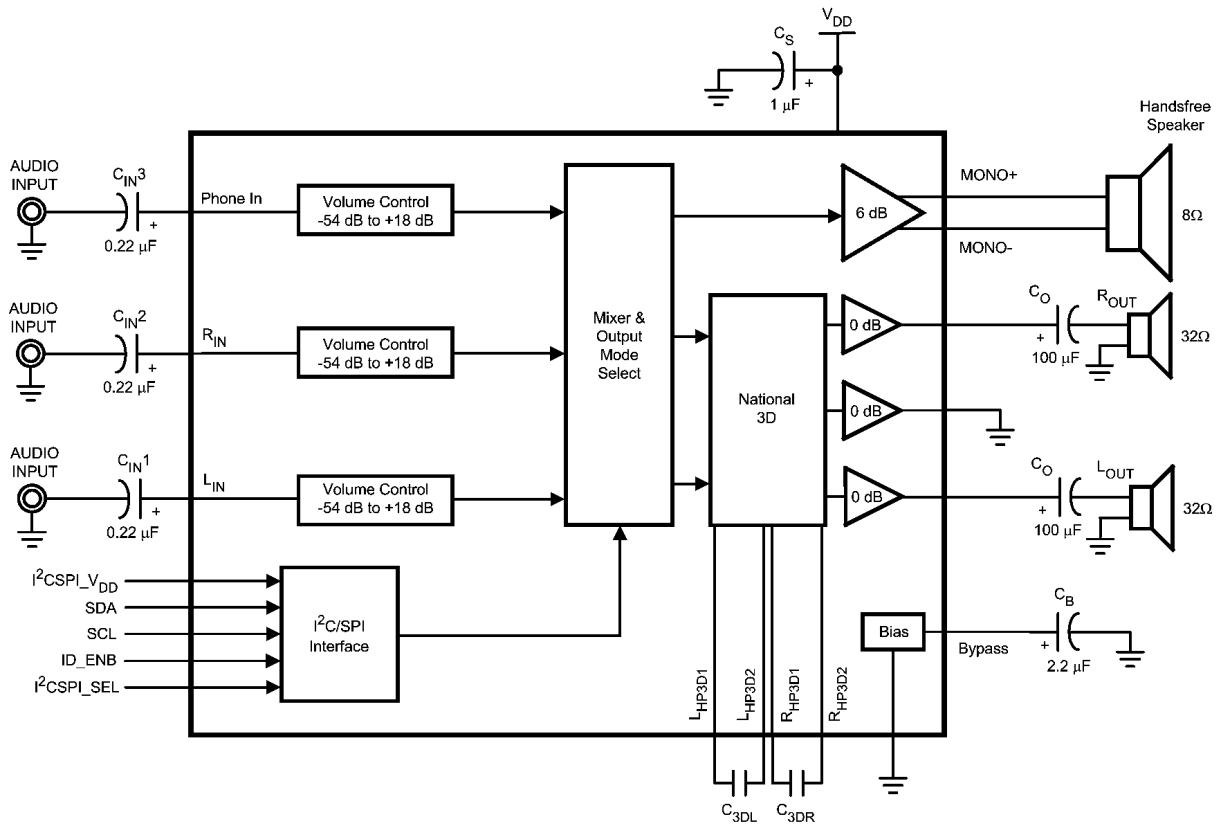 V_DD
C_S
+
1 µF
Handsfree
Speaker
AUDIO
INPUT
C_IN3
+
0.22 µF
Phone In
Volume Control
-54 dB to +18 dB
6 dB
MONO+
MONO-
8Ω
AUDIO
INPUT
C_IN2
+
0.22 µF
R_IN
Volume Control
-54 dB to +18 dB
Mixer &
Output
Mode
Select
National
3D
0 dB
C_O
+
100 µF
R_OUT
32Ω
0 dB
AUDIO
INPUT
C_IN1
+
0.22 µF
L_IN
Volume Control
-54 dB to +18 dB
0 dB
C_O
+
100 µF
L_OUT
32Ω
I²CSPI_V_DD
SDA
SCL
ID_ENB
I²CSPI_SEL
I²C/SPI
Interface
Bias
Bypass
C_B
+
2.2 µF
L_HP3D1
L_HP3D2
R_HP3D1
R_HP3D2
C_3DL
C_3DR